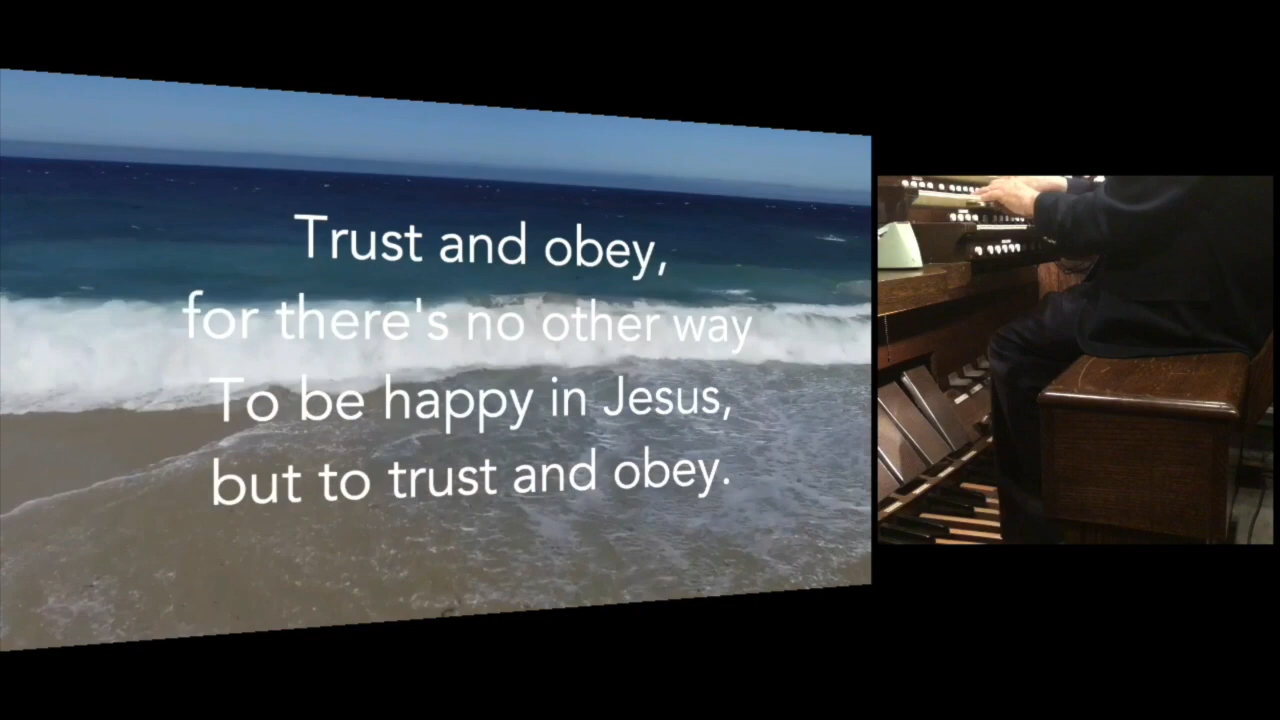 Trust and obey,
for there's no other way
To be happy in Jesus,
but to trust and obey.